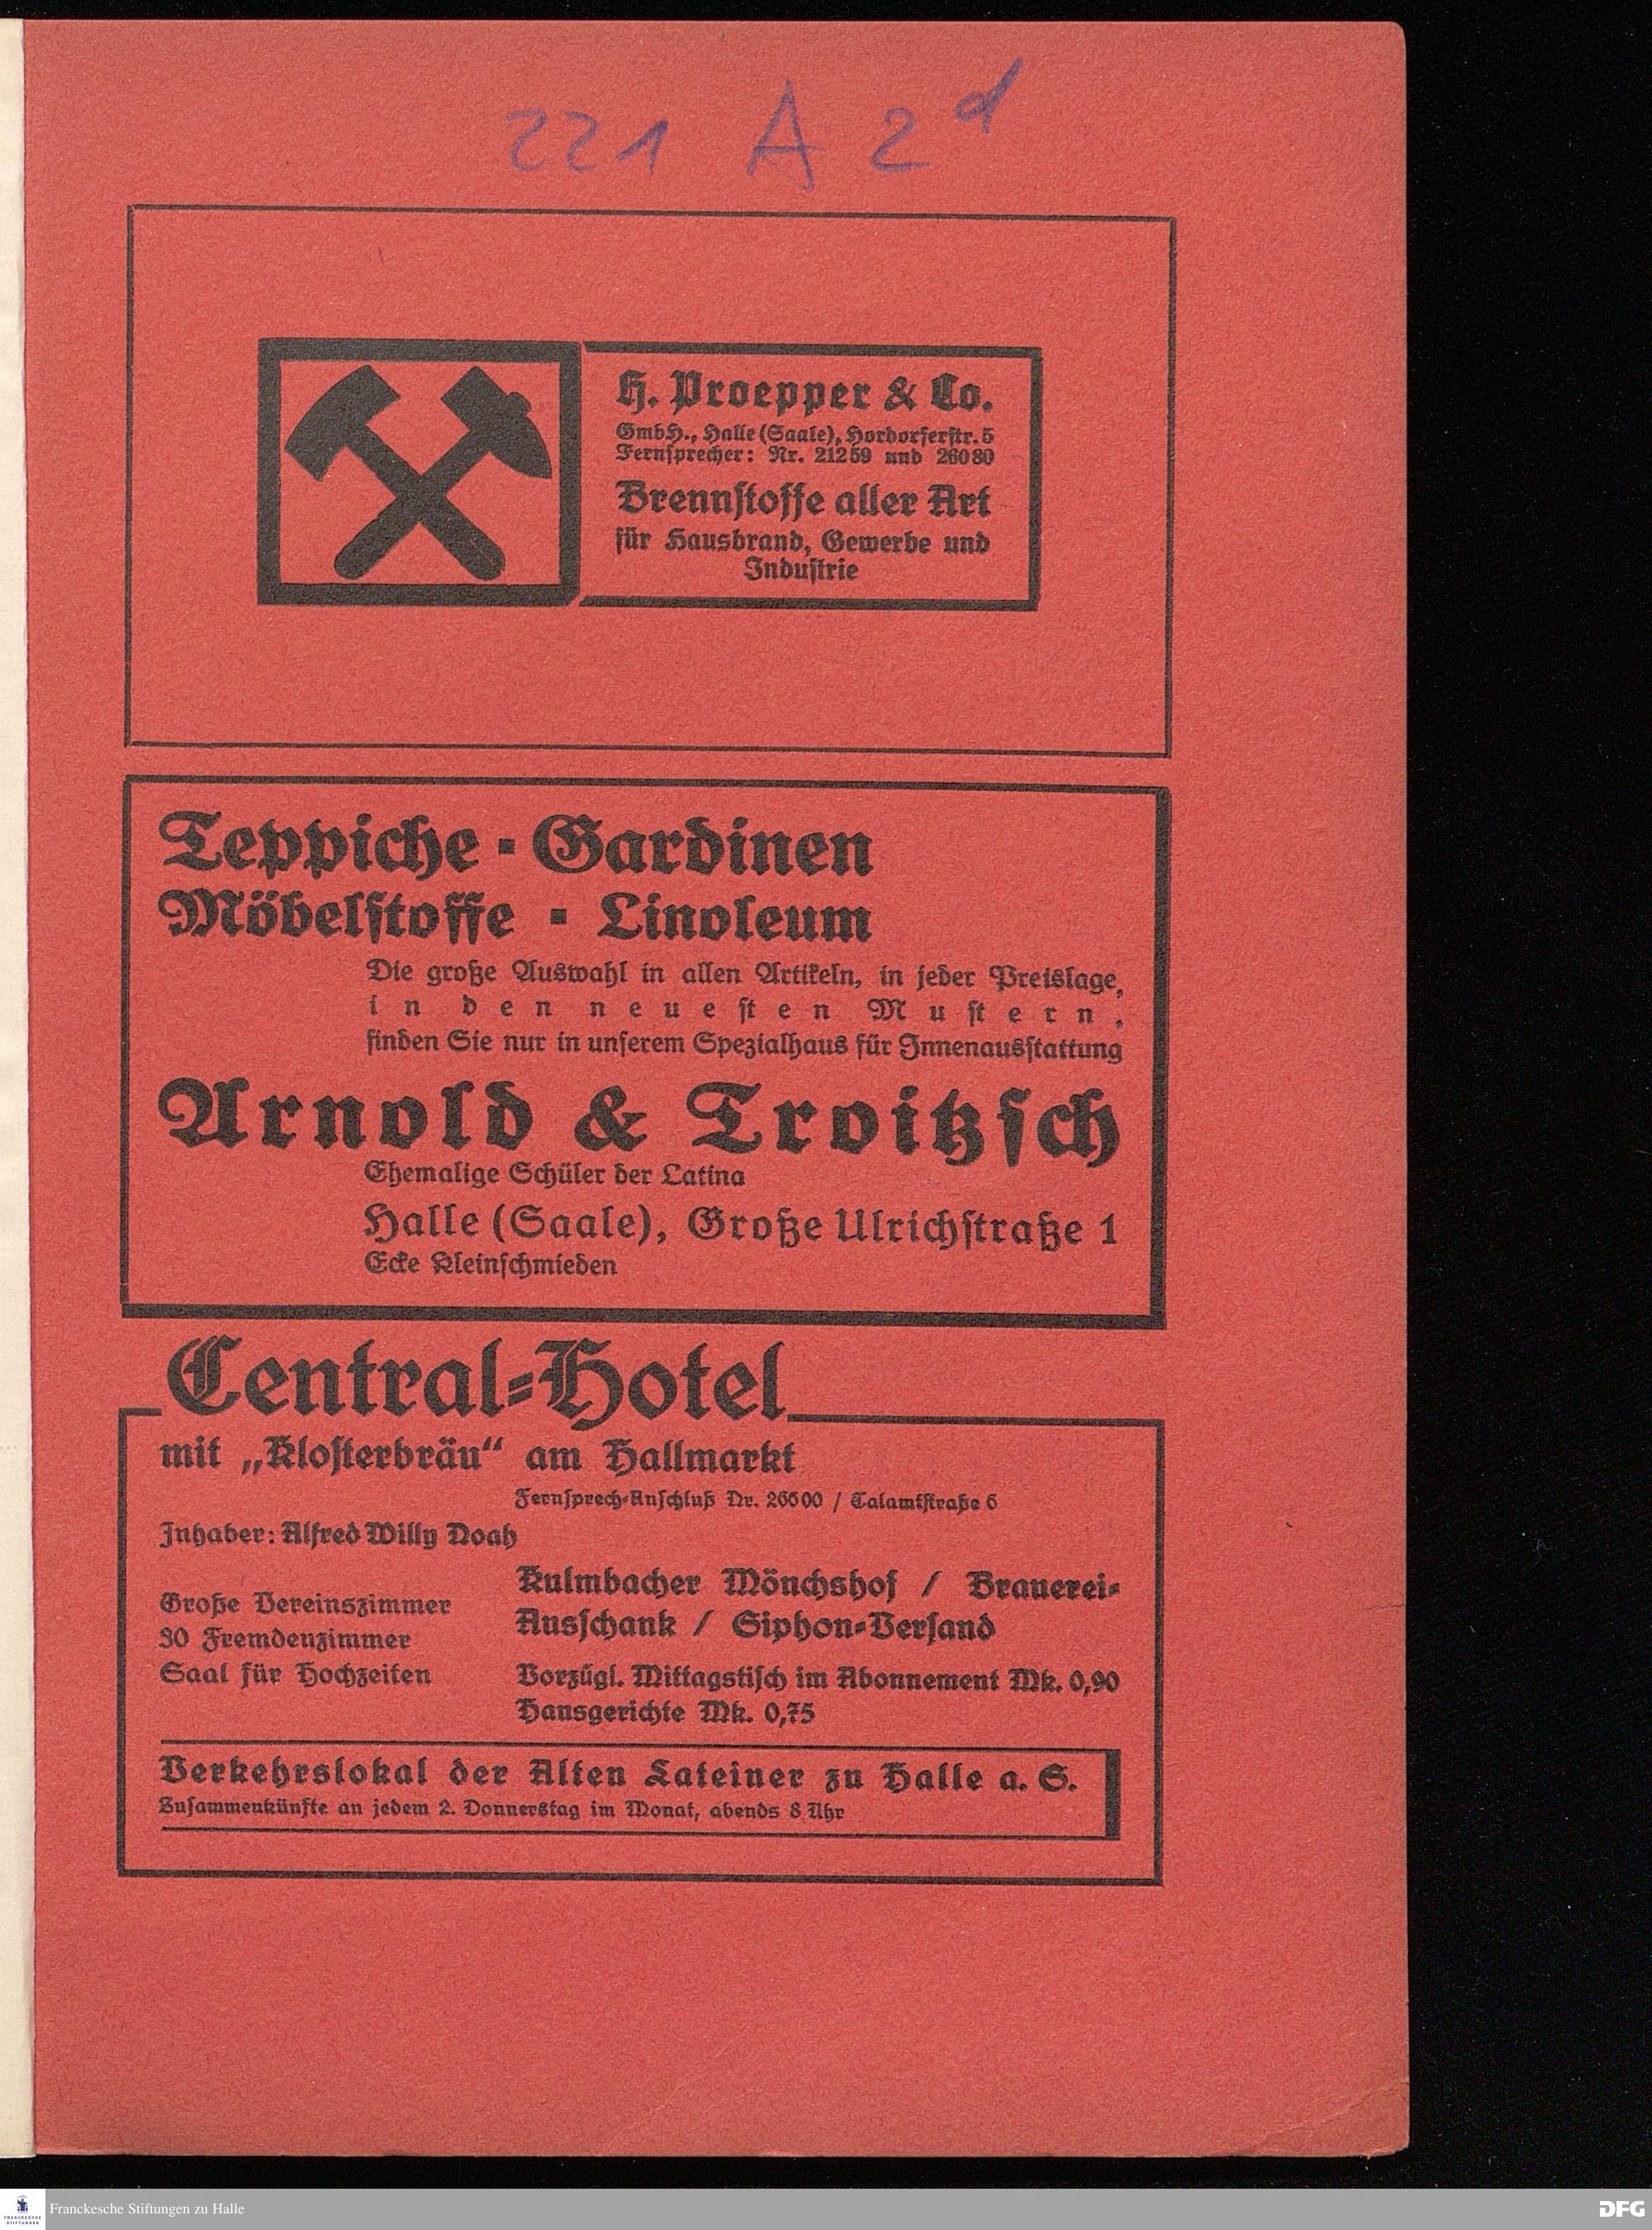 221 A 2 d
H. Proepper & Co.
GmbH., Halle (Saale), Hordorferstr. 5
Fernsprecher: Nr. 21259 und 26080
Brennstoffe aller Art
für Hausbrand, Gewerbe und
Industrie
Teppiche - Gardinen
Möbelstoffe - Linoleum
Die große Auswahl in allen Artikeln, in jeder Preislage,
in den neuesten Mustern,
finden Sie nur in unserem Spezialhaus für Innenausstattung
Arnold & Troitzsch
Ehemalige Schüler der Latina
Halle (Saale), Große Ulrichstraße 1
Ecke Kleinschmieden
Central-Hotel
mit „Klosterbräu“ am Hallmarkt
Fernsprech-Anschluß Nr. 26600 / Talamtstraße 6
Inhaber: Alfred Willy Noah
Große Vereinszimmer
30 Fremdenzimmer
Saal für Hochzeiten
Kulmbacher Mönchshof / Brauerei-
Ausschank / Siphon-Versand
Vorzügl. Mittagstisch im Abonnement Mk. 0,90
Hausgerichte Mk. 0,75
Verkehrslokal der Alten Lateiner zu Halle a. S.
Zusammenkünfte an jedem 2. Donnerstag im Monat, abends 8 Uhr
FRANCKESCHE
STIFTUNGEN
Franckesche Stiftungen zu Halle
DFG